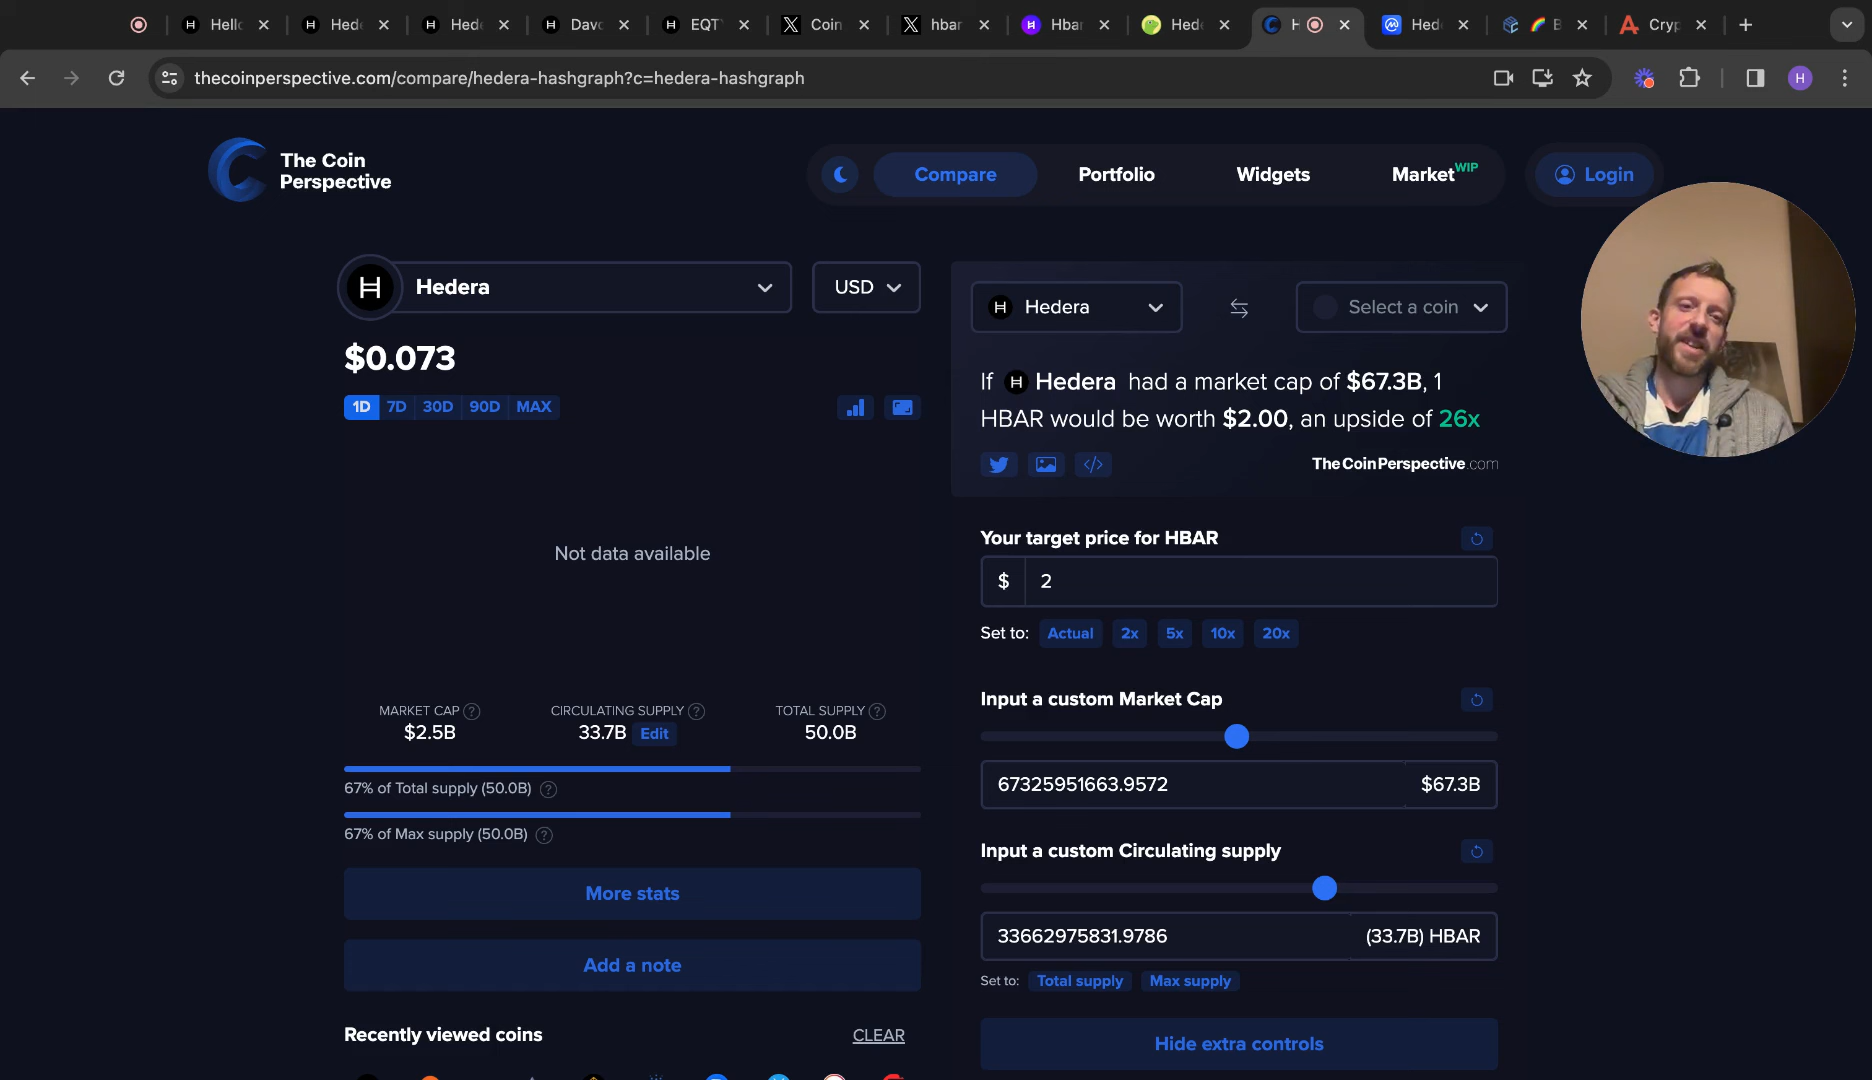 Hello
Hede
Hede
Davo
EQT
Coin
hbar
Hbar
Hede
H
Hede
B
Cryp
thecoinperspective.com/compare/hedera-hashgraph?c=hedera-hashgraph
H
The Coin
Perspective
Compare
Portfolio
Widgets
Market WIP
Login
Hedera
USD
$0.073
1D 7D 30D 90D MAX
Not data available
MARKET CAP ?
$2.5B
CIRCULATING SUPPLY ?
33.7B Edit
TOTAL SUPPLY ?
50.0B
67% of Total supply (50.0B) ?
67% of Max supply (50.0B) ?
More stats
Add a note
Recently viewed coins
CLEAR
Hedera
Select a coin
If Hedera had a market cap of $67.3B, 1
HBAR would be worth $2.00, an upside of 26x
TheCoinPerspective.com
Your target price for HBAR
$ 2
Set to: Actual 2x 5x 10x 20x
Input a custom Market Cap
67325951663.9572 $67.3B
Input a custom Circulating supply
33662975831.9786 (33.7B) HBAR
Set to: Total supply Max supply
Hide extra controls